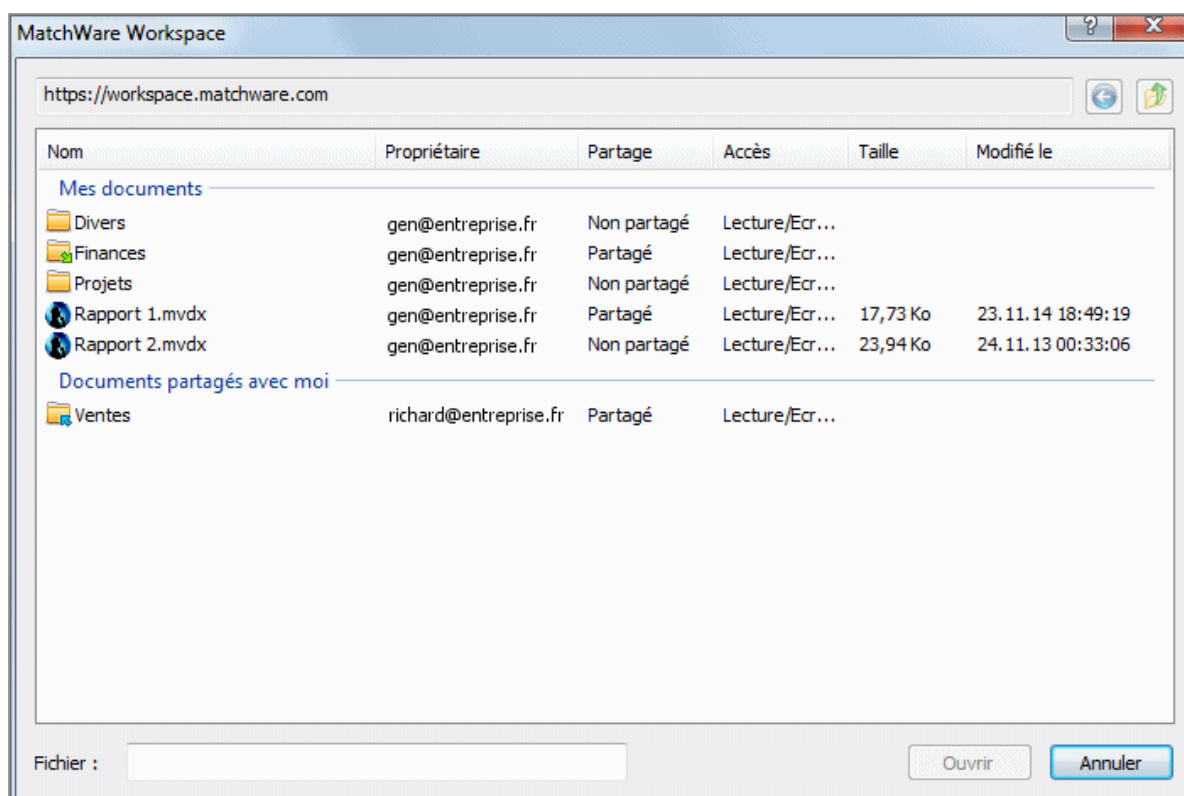 MatchWare Workspace
?
X
https://workspace.matchware.com
Nom Propriétaire Partage Accès Taille Modifié le
Mes documents
Divers gen@entreprise.fr Non partagé Lecture/Ecr...
Finances gen@entreprise.fr Partagé Lecture/Ecr...
Projets gen@entreprise.fr Non partagé Lecture/Ecr...
Rapport 1.mvdx gen@entreprise.fr Partagé Lecture/Ecr... 17,73 Ko 23.11.14 18:49:19
Rapport 2.mvdx gen@entreprise.fr Non partagé Lecture/Ecr... 23,94 Ko 24.11.13 00:33:06
Documents partagés avec moi
Ventes richard@entreprise.fr Partagé Lecture/Ecr...
Fichier :
Ouvrir Annuler